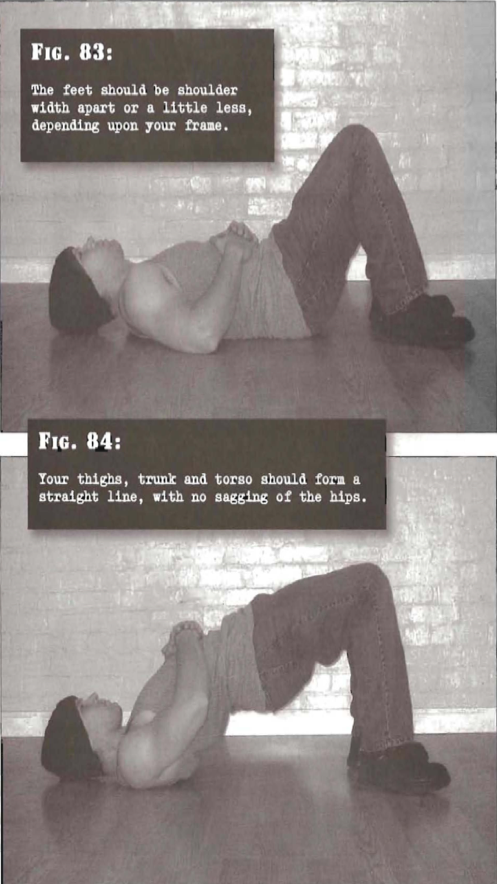 FIG. 83:
The feet should be shoulder
width apart or a little less,
depending upon your frame.
FIG. 84:
Your thighs, trunk and torso should form a
straight line, with no sagging of the hips.